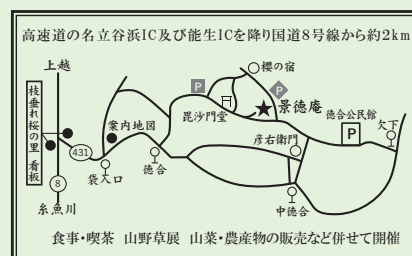 高速道の名立谷浜IC及び能生ICを降り国道8号線から約2km
上越
櫻の宿
P
P
景徳庵
毘沙門堂
徳合公民館
P
欠下
枝垂れ桜の里 看板
案内地図
彦右衛門
431
徳合
袋入口
8
糸魚川
中徳合
食事・喫茶 山野草展 山菜・農産物の販売など併せて開催